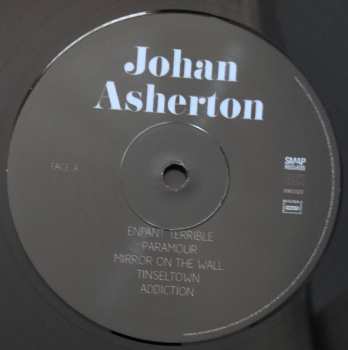 Johan
Asherton
FACE A
SMAP
RECORDS
ENFANT TERRIBLE
PARAMOUR
MIRROR ON THE WALL
TINSELTOWN
ADDICTION